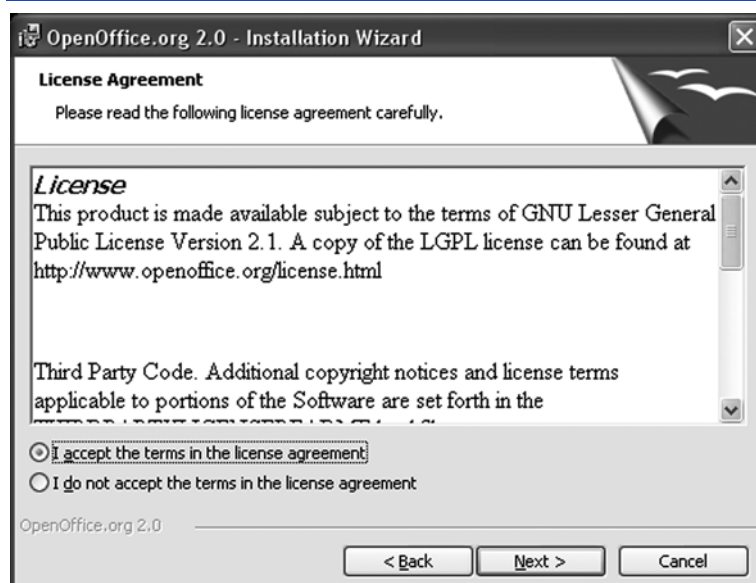 OpenOffice.org 2.0 - Installation Wizard
License Agreement
Please read the following license agreement carefully.
License
This product is made available subject to the terms of GNU Lesser General
Public License Version 2.1. A copy of the LGPL license can be found at
http://www.openoffice.org/license.html
Third Party Code. Additional copyright notices and license terms
applicable to portions of the Software are set forth in the
I accept the terms in the license agreement
I do not accept the terms in the license agreement
OpenOffice.org 2.0
< Back
Next >
Cancel